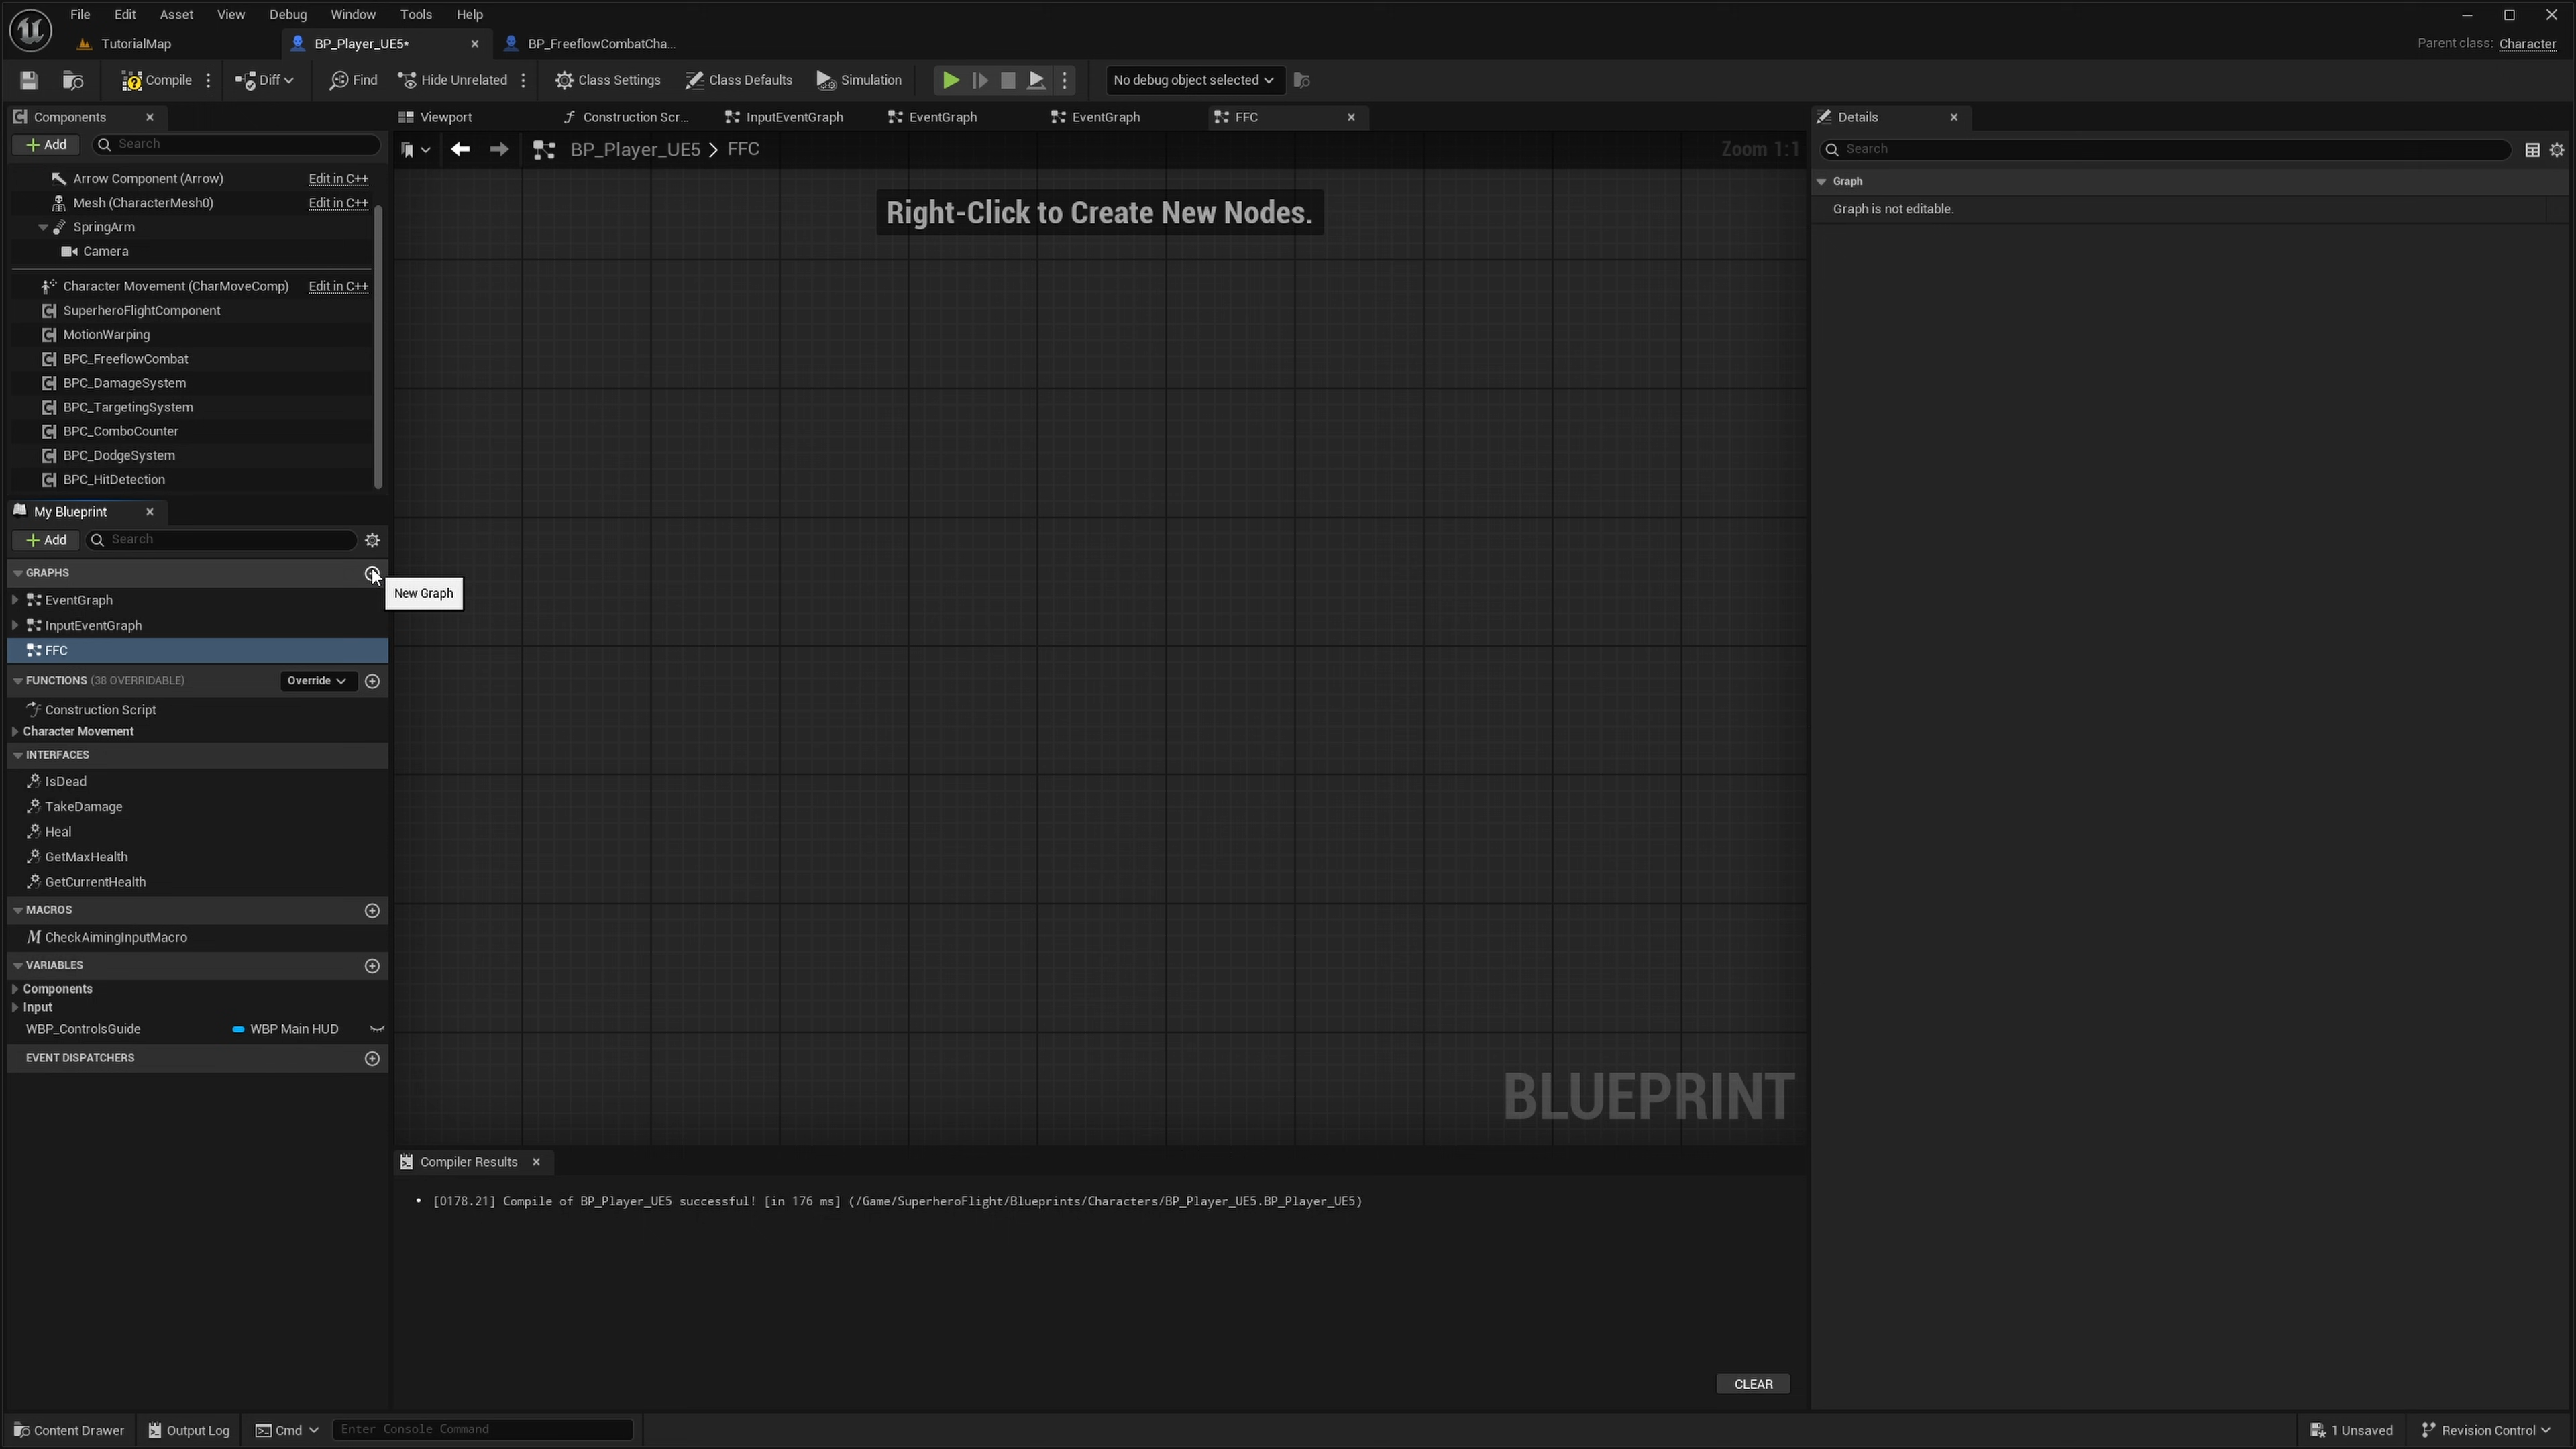 File Edit Asset View Debug Window Tools Help
TutorialMap BP_Player_UE5* BP_FreeflowCombatCha...
Parent class: Character
Compile Diff Find Hide Unrelated Class Settings Class Defaults Simulation No debug object selected
Components
Viewport Construction Scr... InputEventGraph EventGraph EventGraph FFC
Details
Add Search
BP_Player_UE5 > FFC
Zoom 1:1
Search
Arrow Component (Arrow) Edit in C++
Mesh (CharacterMesh0) Edit in C++
SpringArm
Camera
Character Movement (CharMoveComp) Edit in C++
SuperheroFlightComponent
MotionWarping
BPC_FreeflowCombat
BPC_DamageSystem
BPC_TargetingSystem
BPC_ComboCounter
BPC_DodgeSystem
BPC_HitDetection
Right-Click to Create New Nodes.
Graph
Graph is not editable.
My Blueprint
Add Search
GRAPHS
New Graph
EventGraph
InputEventGraph
FFC
FUNCTIONS (38 OVERRIDABLE) Override
Construction Script
Character Movement
INTERFACES
IsDead
TakeDamage
Heal
GetMaxHealth
GetCurrentHealth
MACROS
CheckAimingInputMacro
VARIABLES
Components
Input
WBP_ControlsGuide WBP Main HUD
EVENT DISPATCHERS
BLUEPRINT
Compiler Results
• [0178.21] Compile of BP_Player_UE5 successful! [in 176 ms] (/Game/SuperheroFlight/Blueprints/Characters/BP_Player_UE5.BP_Player_UE5)
CLEAR
Content Drawer Output Log Cmd Enter Console Command
1 Unsaved Revision Control